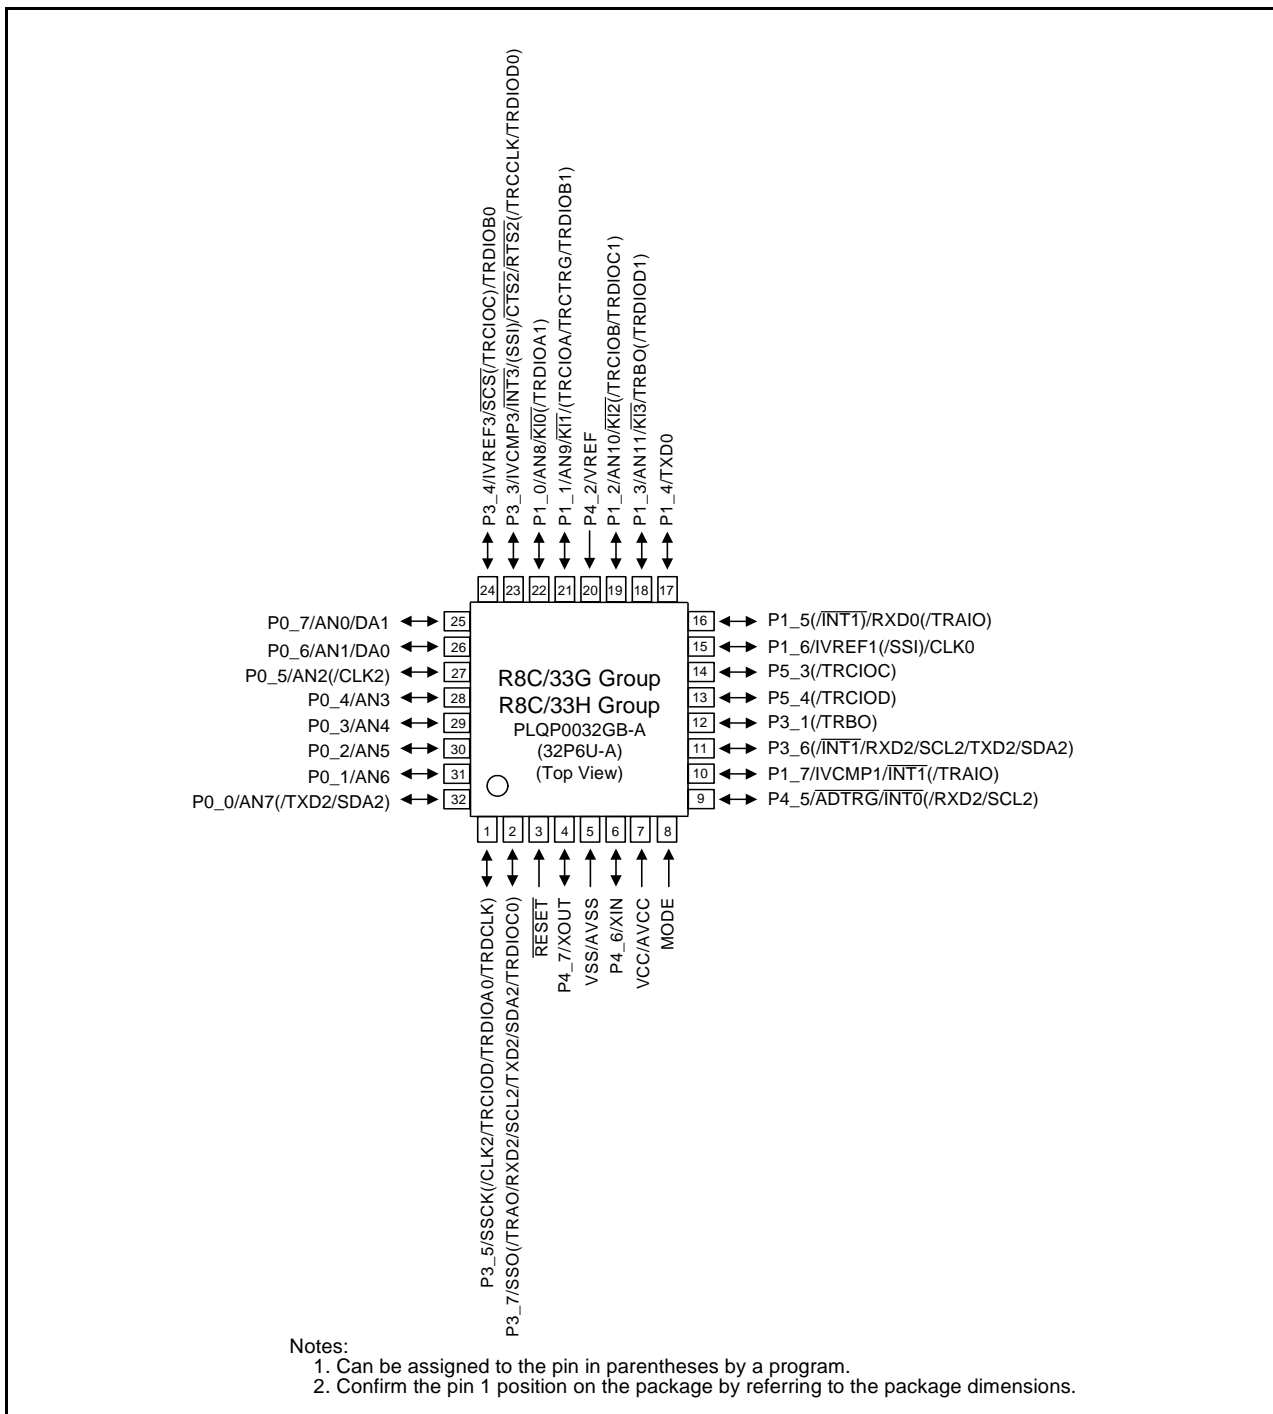 P3_4/IVREF3/SCS(/TRCIOC)/TRDIOB0
P3_3/IVCMP3/INT3/(SSI)/CTS2/RTS2(/TRCCLK/TRDIOD0)
P1_0/AN8/KI0(/TRDIOA1)
P1_1/AN9/KI1/(TRCIOA/TRCTRG/TRDIOB1)
P4_2/VREF
P1_2/AN10/KI2(/TRCIOB/TRDIOC1)
P1_3/AN11/KI3/TRBO(/TRDIOD1)
P1_4/TXD0
24 23 22 21 20 19 18 17
P0_7/AN0/DA1 25
P0_6/AN1/DA0 26
P0_5/AN2(/CLK2) 27
P0_4/AN3 28
P0_3/AN4 29
P0_2/AN5 30
P0_1/AN6 31
P0_0/AN7(/TXD2/SDA2) 32
R8C/33G Group
R8C/33H Group
PLQP0032GB-A
(32P6U-A)
(Top View)
16 P1_5(/INT1)/RXD0(/TRAIO)
15 P1_6/IVREF1(/SSI)/CLK0
14 P5_3(/TRCIOC)
13 P5_4(/TRCIOD)
12 P3_1(/TRBO)
11 P3_6(/INT1/RXD2/SCL2/TXD2/SDA2)
10 P1_7/IVCMP1/INT1(/TRAIO)
9 P4_5/ADTRG/INT0(/RXD2/SCL2)
1 2 3 4 5 6 7 8
P3_5/SSCK(/CLK2/TRCIOD/TRDIOA0/TRDCLK)
P3_7/SSO(/TRAO/RXD2/SCL2/TXD2/SDA2/TRDIOC0)
RESET
P4_7/XOUT
VSS/AVSS
P4_6/XIN
VCC/AVCC
MODE
Notes:
1. Can be assigned to the pin in parentheses by a program.
2. Confirm the pin 1 position on the package by referring to the package dimensions.